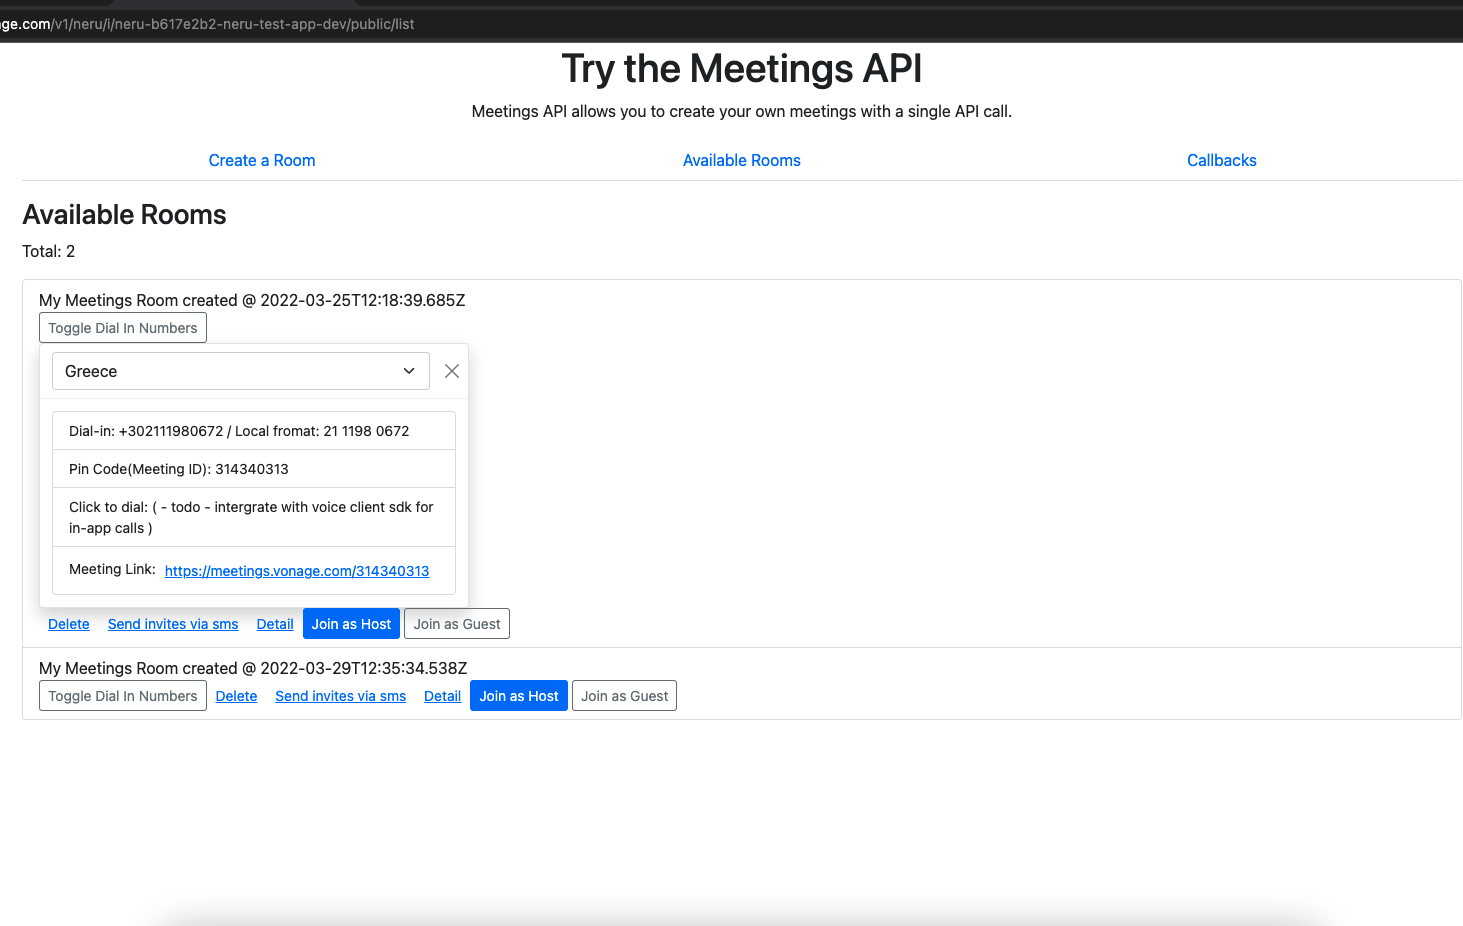 age.com/v1/neru/i/neru-b617e2b2-neru-test-app-dev/public/list
Try the Meetings API
Meetings API allows you to create your own meetings with a single API call.
Create a Room Available Rooms Callbacks
Available Rooms
Total: 2
My Meetings Room created @ 2022-03-25T12:18:39.685Z
Toggle Dial In Numbers
Greece
Dial-in: +302111980672 / Local fromat: 21 1198 0672
Pin Code(Meeting ID): 314340313
Click to dial: ( - todo - intergrate with voice client sdk for
in-app calls )
Meeting Link: https://meetings.vonage.com/314340313
Delete Send invites via sms Detail Join as Host Join as Guest
My Meetings Room created @ 2022-03-29T12:35:34.538Z
Toggle Dial In Numbers Delete Send invites via sms Detail Join as Host Join as Guest